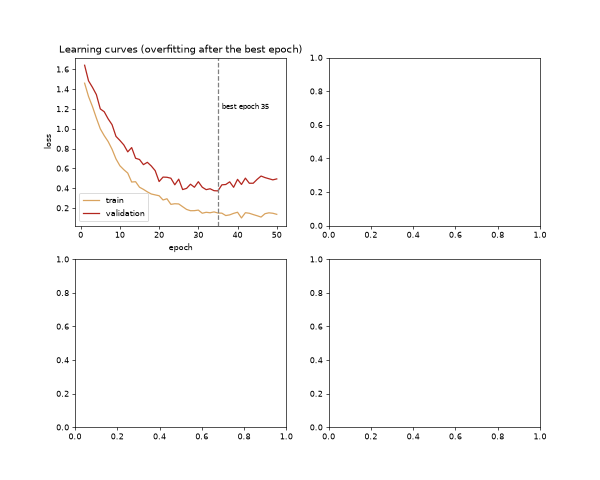 Learning curves (overfitting after the best epoch)
1.6
1.4
1.2
1.0
0.8
0.6
0.4
0.2
loss
best epoch 35
train
validation
0 10 20 30 40 50
epoch
1.0
0.8
0.6
0.4
0.2
0.0
0.0 0.2 0.4 0.6 0.8 1.0
1.0
0.8
0.6
0.4
0.2
0.0
0.0 0.2 0.4 0.6 0.8 1.0
1.0
0.8
0.6
0.4
0.2
0.0
0.0 0.2 0.4 0.6 0.8 1.0